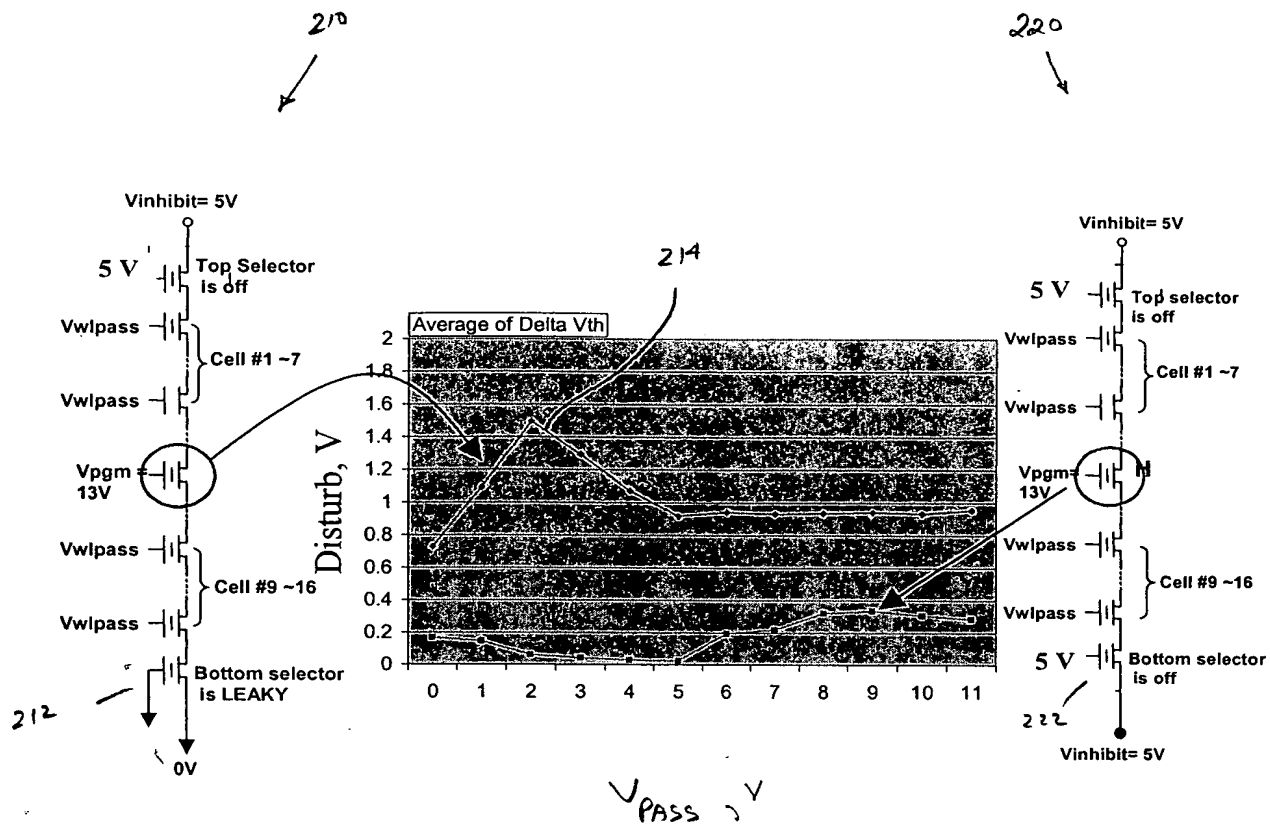 210
220
Vinhibit= 5V
5 V
Top Selector
is off
Vwlpass
Cell #1 ~7
Vwlpass
Vpgm =
13V
Vwlpass
Cell #9 ~16
Vwlpass
Bottom selector
is LEAKY
212
0V
214
Average of Delta Vth
Disturb, V
2
1.8
1.6
1.4
1.2
1
0.8
0.6
0.4
0.2
0
0 1 2 3 4 5 6 7 8 9 10 11
VPASS, V
Vinhibit= 5V
5 V
Top selector
is off
Vwlpass
Cell #1 ~7
Vwlpass
Vpgm=
13V
H
Vwlpass
Cell #9 ~16
Vwlpass
5 V
Bottom selector
is off
222
Vinhibit= 5V